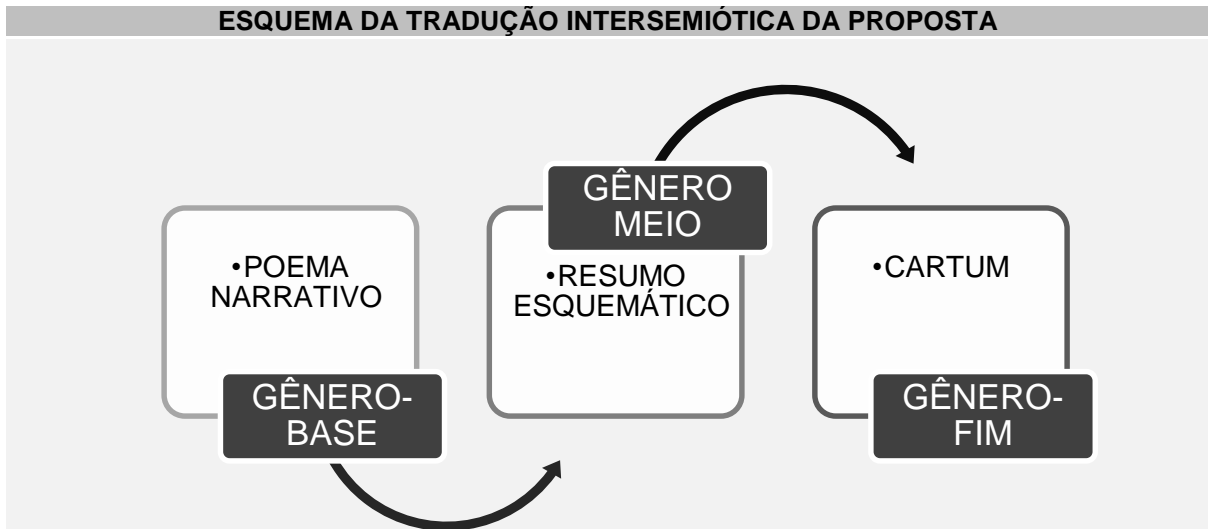 ESQUEMA DA TRADUÇÃO INTERSEMIÓTICA DA PROPOSTA
•POEMA
NARRATIVO
GÊNERO-
BASE
GÊNERO
MEIO
•RESUMO
ESQUEMÁTICO
•CARTUM
GÊNERO-
FIM